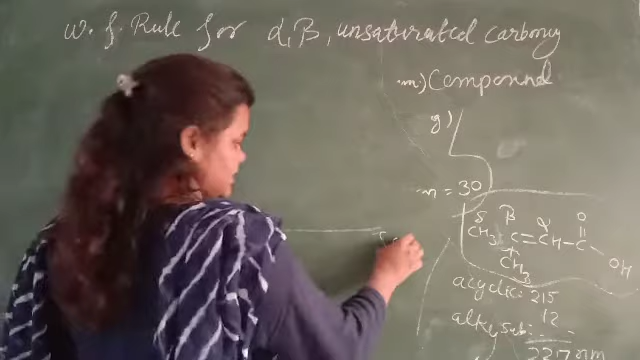 W. f. Rule for α, β, unsaturated carbony
m) Compound
g)
m = 30
δ β α O
CH3 - C = CH - C
OH
CH3
acyclic: 215
alky Sub: 12
227 nm